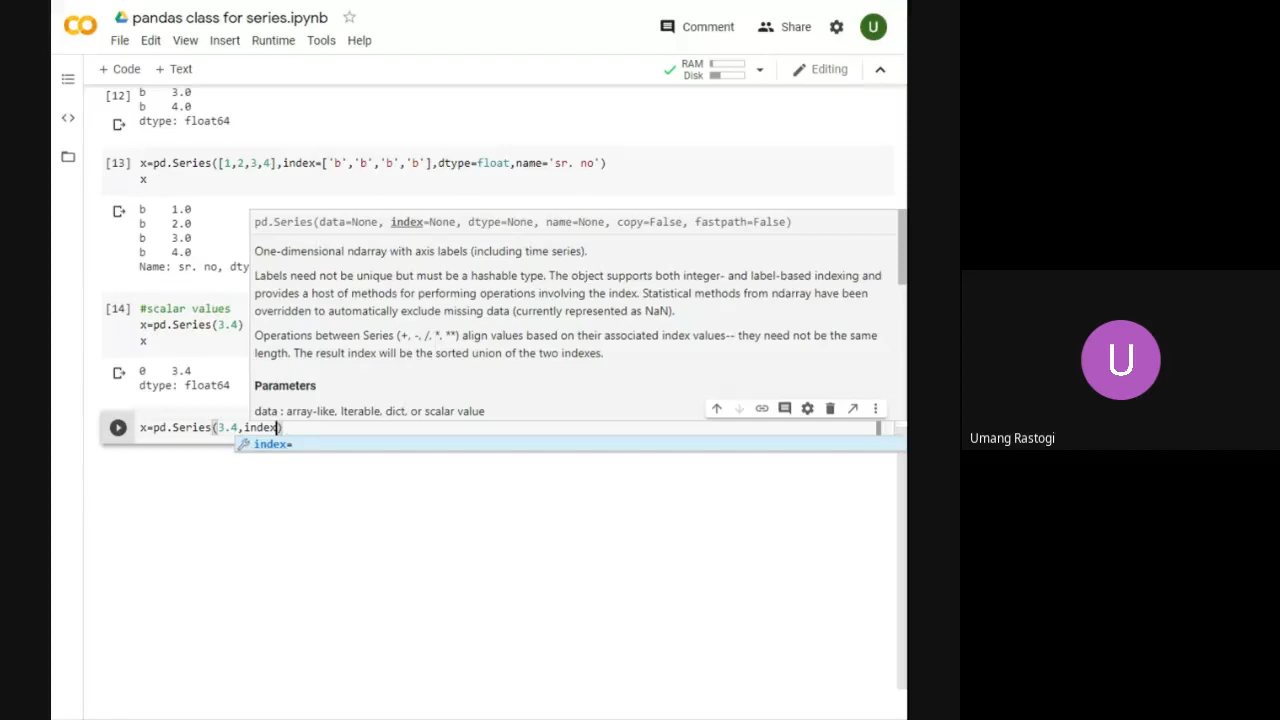 pandas class for series.ipynb
Comment
Share
U
File Edit View Insert Runtime Tools Help
+ Code + Text
RAM
Disk
Editing
[12] b 3.0
b 4.0
dtype: float64
[13] x=pd.Series([1,2,3,4],index=['b','b','b','b'],dtype=float,name='sr. no')
x
b 1.0
b 2.0
b 3.0
b 4.0
Name: sr. no, dty
pd.Series(data=None, index=None, dtype=None, name=None, copy=False, fastpath=False)
One-dimensional ndarray with axis labels (including time series).
Labels need not be unique but must be a hashable type. The object supports both integer- and label-based indexing and
provides a host of methods for performing operations involving the index. Statistical methods from ndarray have been
overridden to automatically exclude missing data (currently represented as NaN).
Operations between Series (+, -, /, *, **) align values based on their associated index values-- they need not be the same
length. The result index will be the sorted union of the two indexes.
Parameters
data : array-like, Iterable, dict, or scalar value
[14] #scalar values
x=pd.Series(3.4)
x
0 3.4
dtype: float64
x=pd.Series(3.4,index)
index=
U
Umang Rastogi